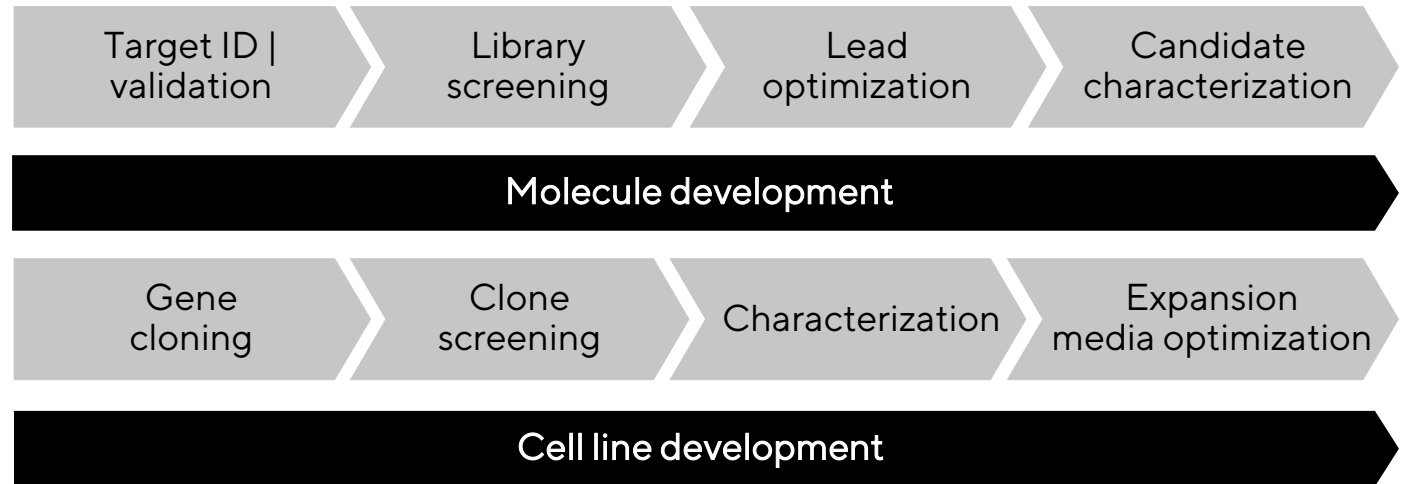 Target ID |
validation
Library
screening
Lead
optimization
Candidate
characterization
Molecule development
Gene
cloning
Clone
screening
Characterization
Expansion
media optimization
Cell line development